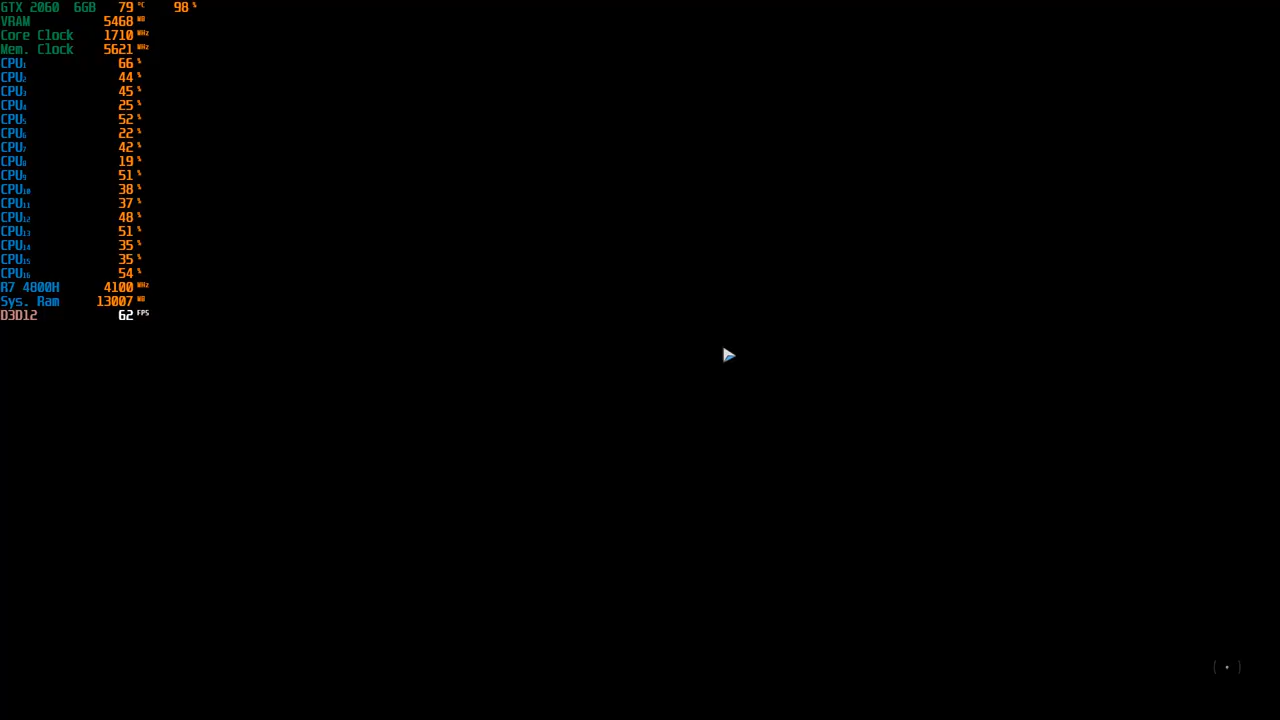 GTX 2060 6GB 79 °C 98 %
VRAM 5468 MB
Core Clock 1710 MHz
Mem. Clock 5621 MHz
CPU1 66 %
CPU2 44 %
CPU3 45 %
CPU4 25 %
CPU5 52 %
CPU6 22 %
CPU7 42 %
CPU8 19 %
CPU9 51 %
CPU10 38 %
CPU11 37 %
CPU12 48 %
CPU13 51 %
CPU14 35 %
CPU15 35 %
CPU16 54 %
R7 4800H 4100 MHz
Sys. Ram 13007 MB
D3D12 62 FPS